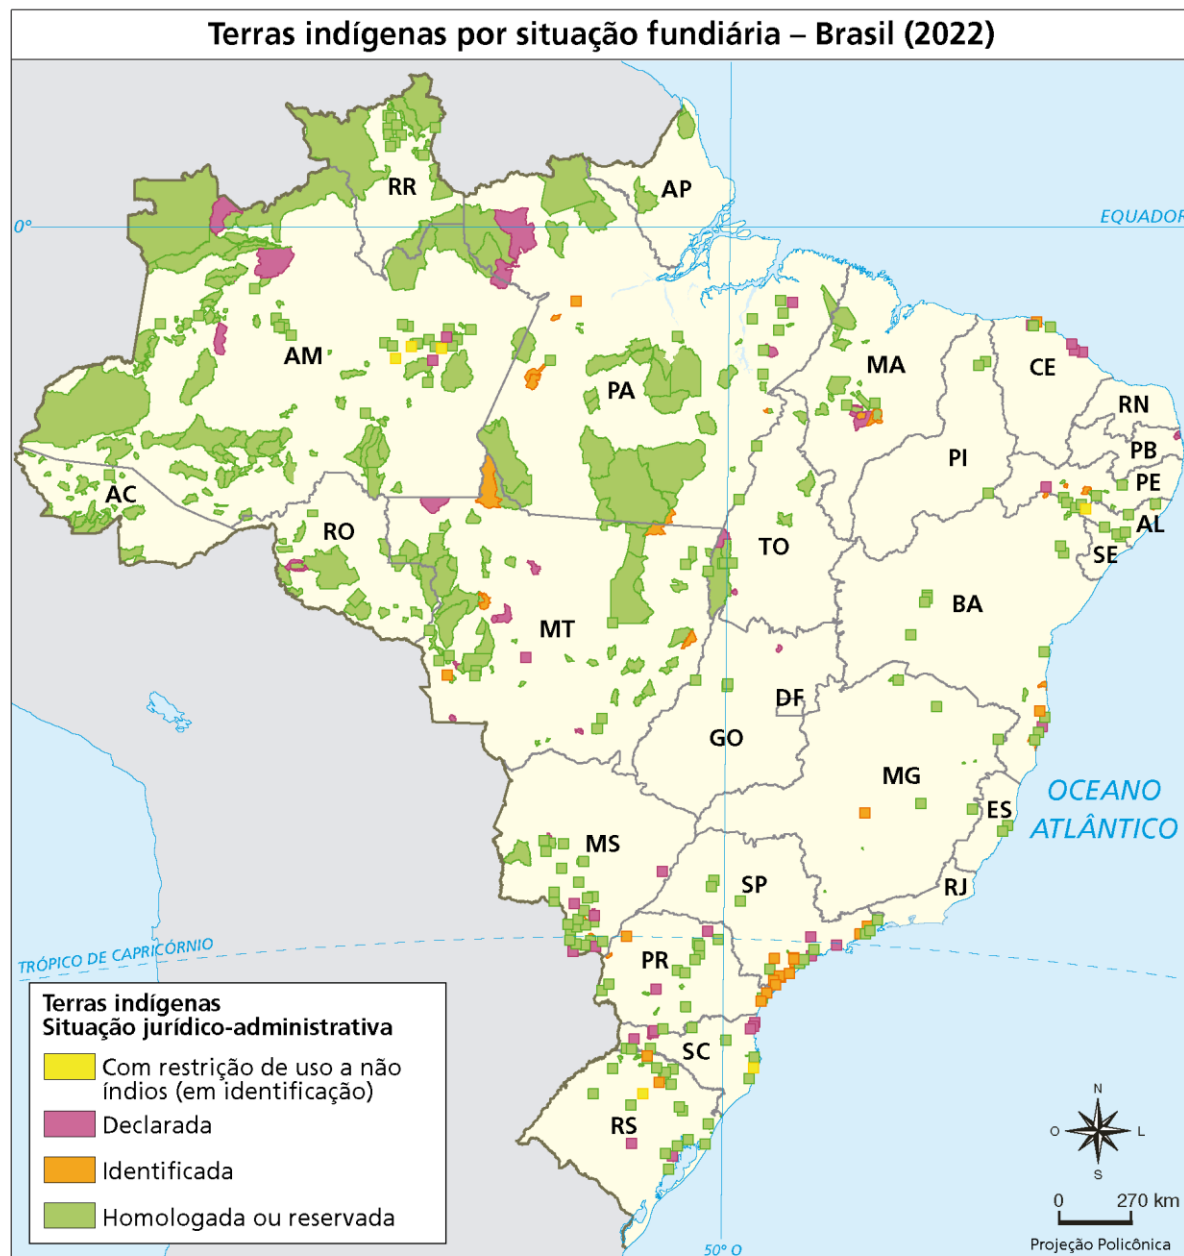 Terras indígenas por situação fundiária – Brasil (2022)
RR
AP
0°
EQUADOR
AM
PA
MA
CE
RN
PB
PE
AL
SE
PI
AC
RO
TO
BA
MT
DF
GO
MG
ES
OCEANO
ATLÂNTICO
MS
SP
RJ
TRÓPICO DE CAPRICÓRNIO
PR
SC
RS
Terras indígenas
Situação jurídico-administrativa
Com restrição de uso a não
índios (em identificação)
Declarada
Identificada
Homologada ou reservada
N
O
L
S
0 270 km
Projeção Policônica
50° O